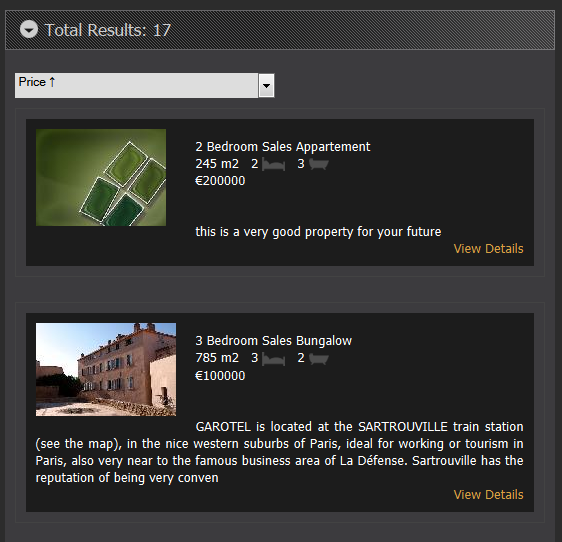 Total Results: 17
Price ↑
2 Bedroom Sales Appartement
245 m2 2 3
€200000
this is a very good property for your future
View Details
3 Bedroom Sales Bungalow
785 m2 3 2
€100000
GAROTEL is located at the SARTROUVILLE train station
(see the map), in the nice western suburbs of Paris, ideal for working or tourism in
Paris, also very near to the famous business area of La Défense. Sartrouville has the
reputation of being very conven
View Details